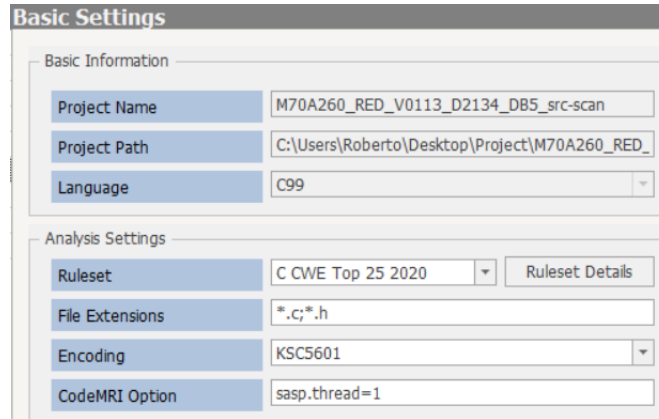 Basic Settings
Basic Information
Project Name M70A260_RED_V0113_D2134_DB5_src-scan
Project Path C:\Users\Roberto\Desktop\Project\M70A260_RED_
Language C99
Analysis Settings
Ruleset C CWE Top 25 2020 Ruleset Details
File Extensions *.c;*.h
Encoding KSC5601
CodeMRI Option sasp.thread=1